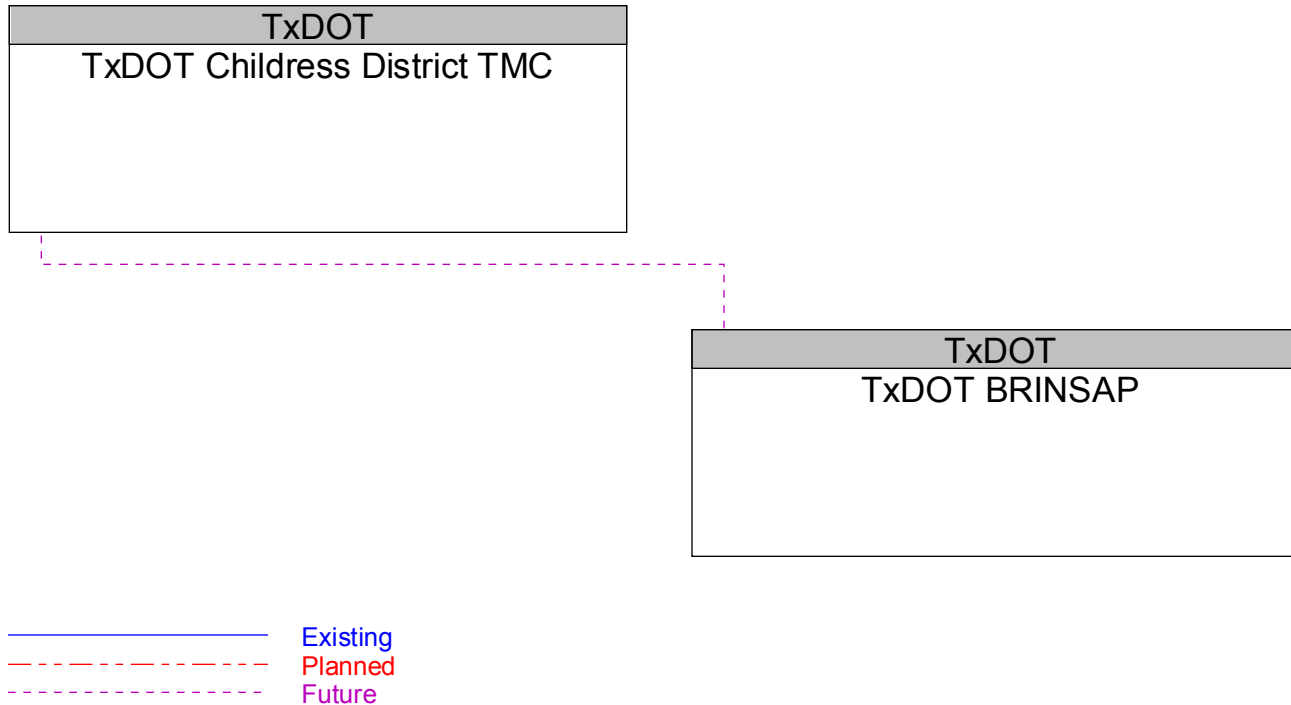 TxDOT
TxDOT Childress District TMC
TxDOT
TxDOT BRINSAP
Existing
Planned
Future